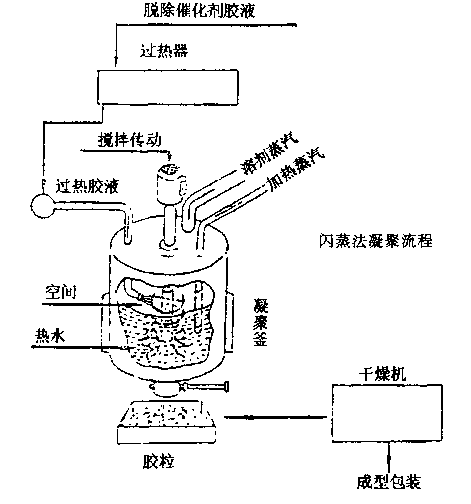 脱除催化剂胶液
过热器
搅拌传动
溶剂蒸汽
加热蒸汽
过热胶液
闪蒸法凝聚流程
空间
凝聚釜
热水
干燥机
胶粒
成型包装